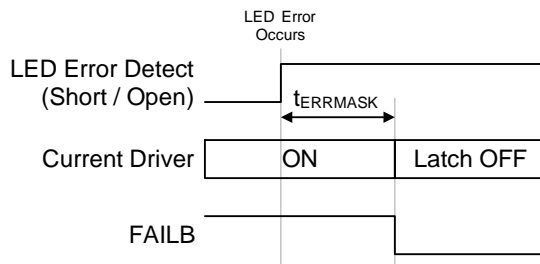 LED Error
Occurs
LED Error Detect
(Short / Open)
tERRMASK
Current Driver
ON
Latch OFF
FAILB